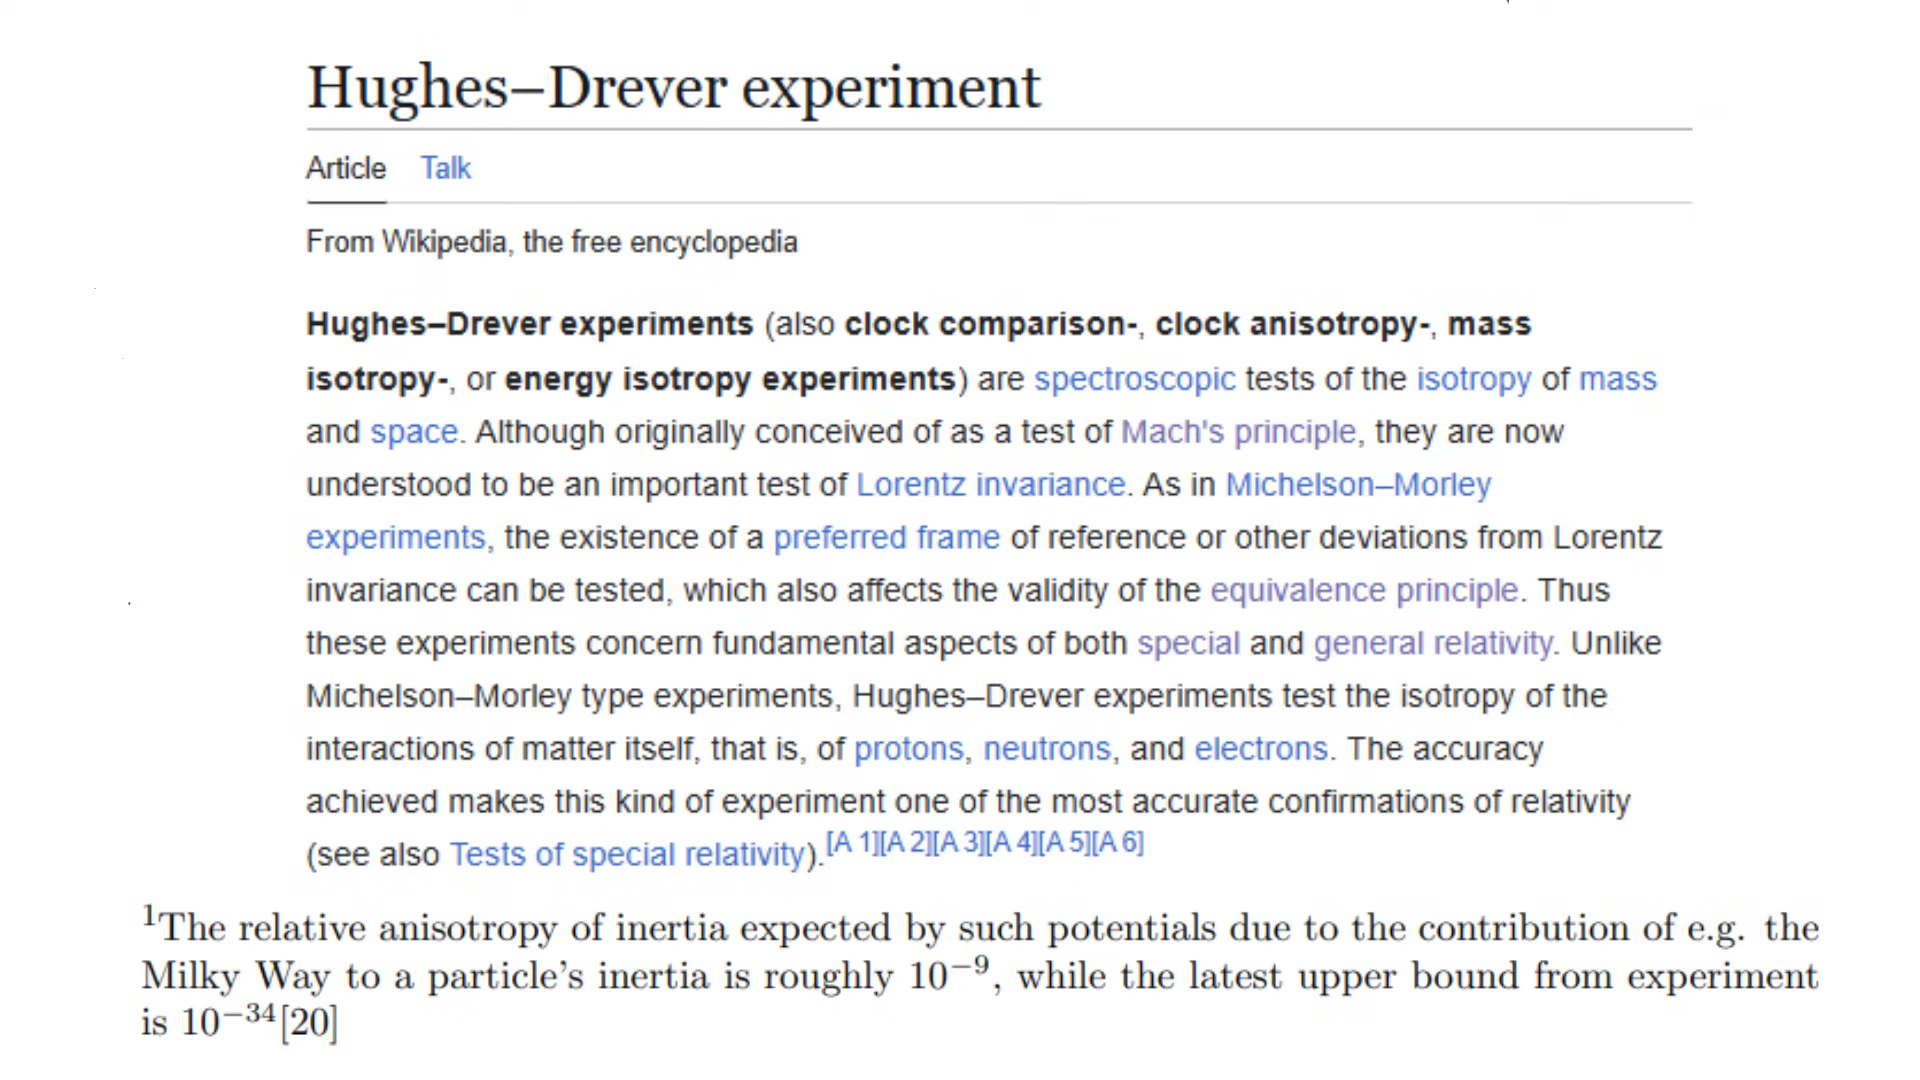 Hughes–Drever experiment
Article Talk
From Wikipedia, the free encyclopedia
Hughes–Drever experiments (also clock comparison-, clock anisotropy-, mass
isotropy-, or energy isotropy experiments) are spectroscopic tests of the isotropy of mass
and space. Although originally conceived of as a test of Mach's principle, they are now
understood to be an important test of Lorentz invariance. As in Michelson–Morley
experiments, the existence of a preferred frame of reference or other deviations from Lorentz
invariance can be tested, which also affects the validity of the equivalence principle. Thus
these experiments concern fundamental aspects of both special and general relativity. Unlike
Michelson–Morley type experiments, Hughes–Drever experiments test the isotropy of the
interactions of matter itself, that is, of protons, neutrons, and electrons. The accuracy
achieved makes this kind of experiment one of the most accurate confirmations of relativity
(see also Tests of special relativity).[A 1][A 2][A 3][A 4][A 5][A 6]
¹The relative anisotropy of inertia expected by such potentials due to the contribution of e.g. the
Milky Way to a particle's inertia is roughly 10⁻⁹, while the latest upper bound from experiment
is 10⁻³⁴[20]